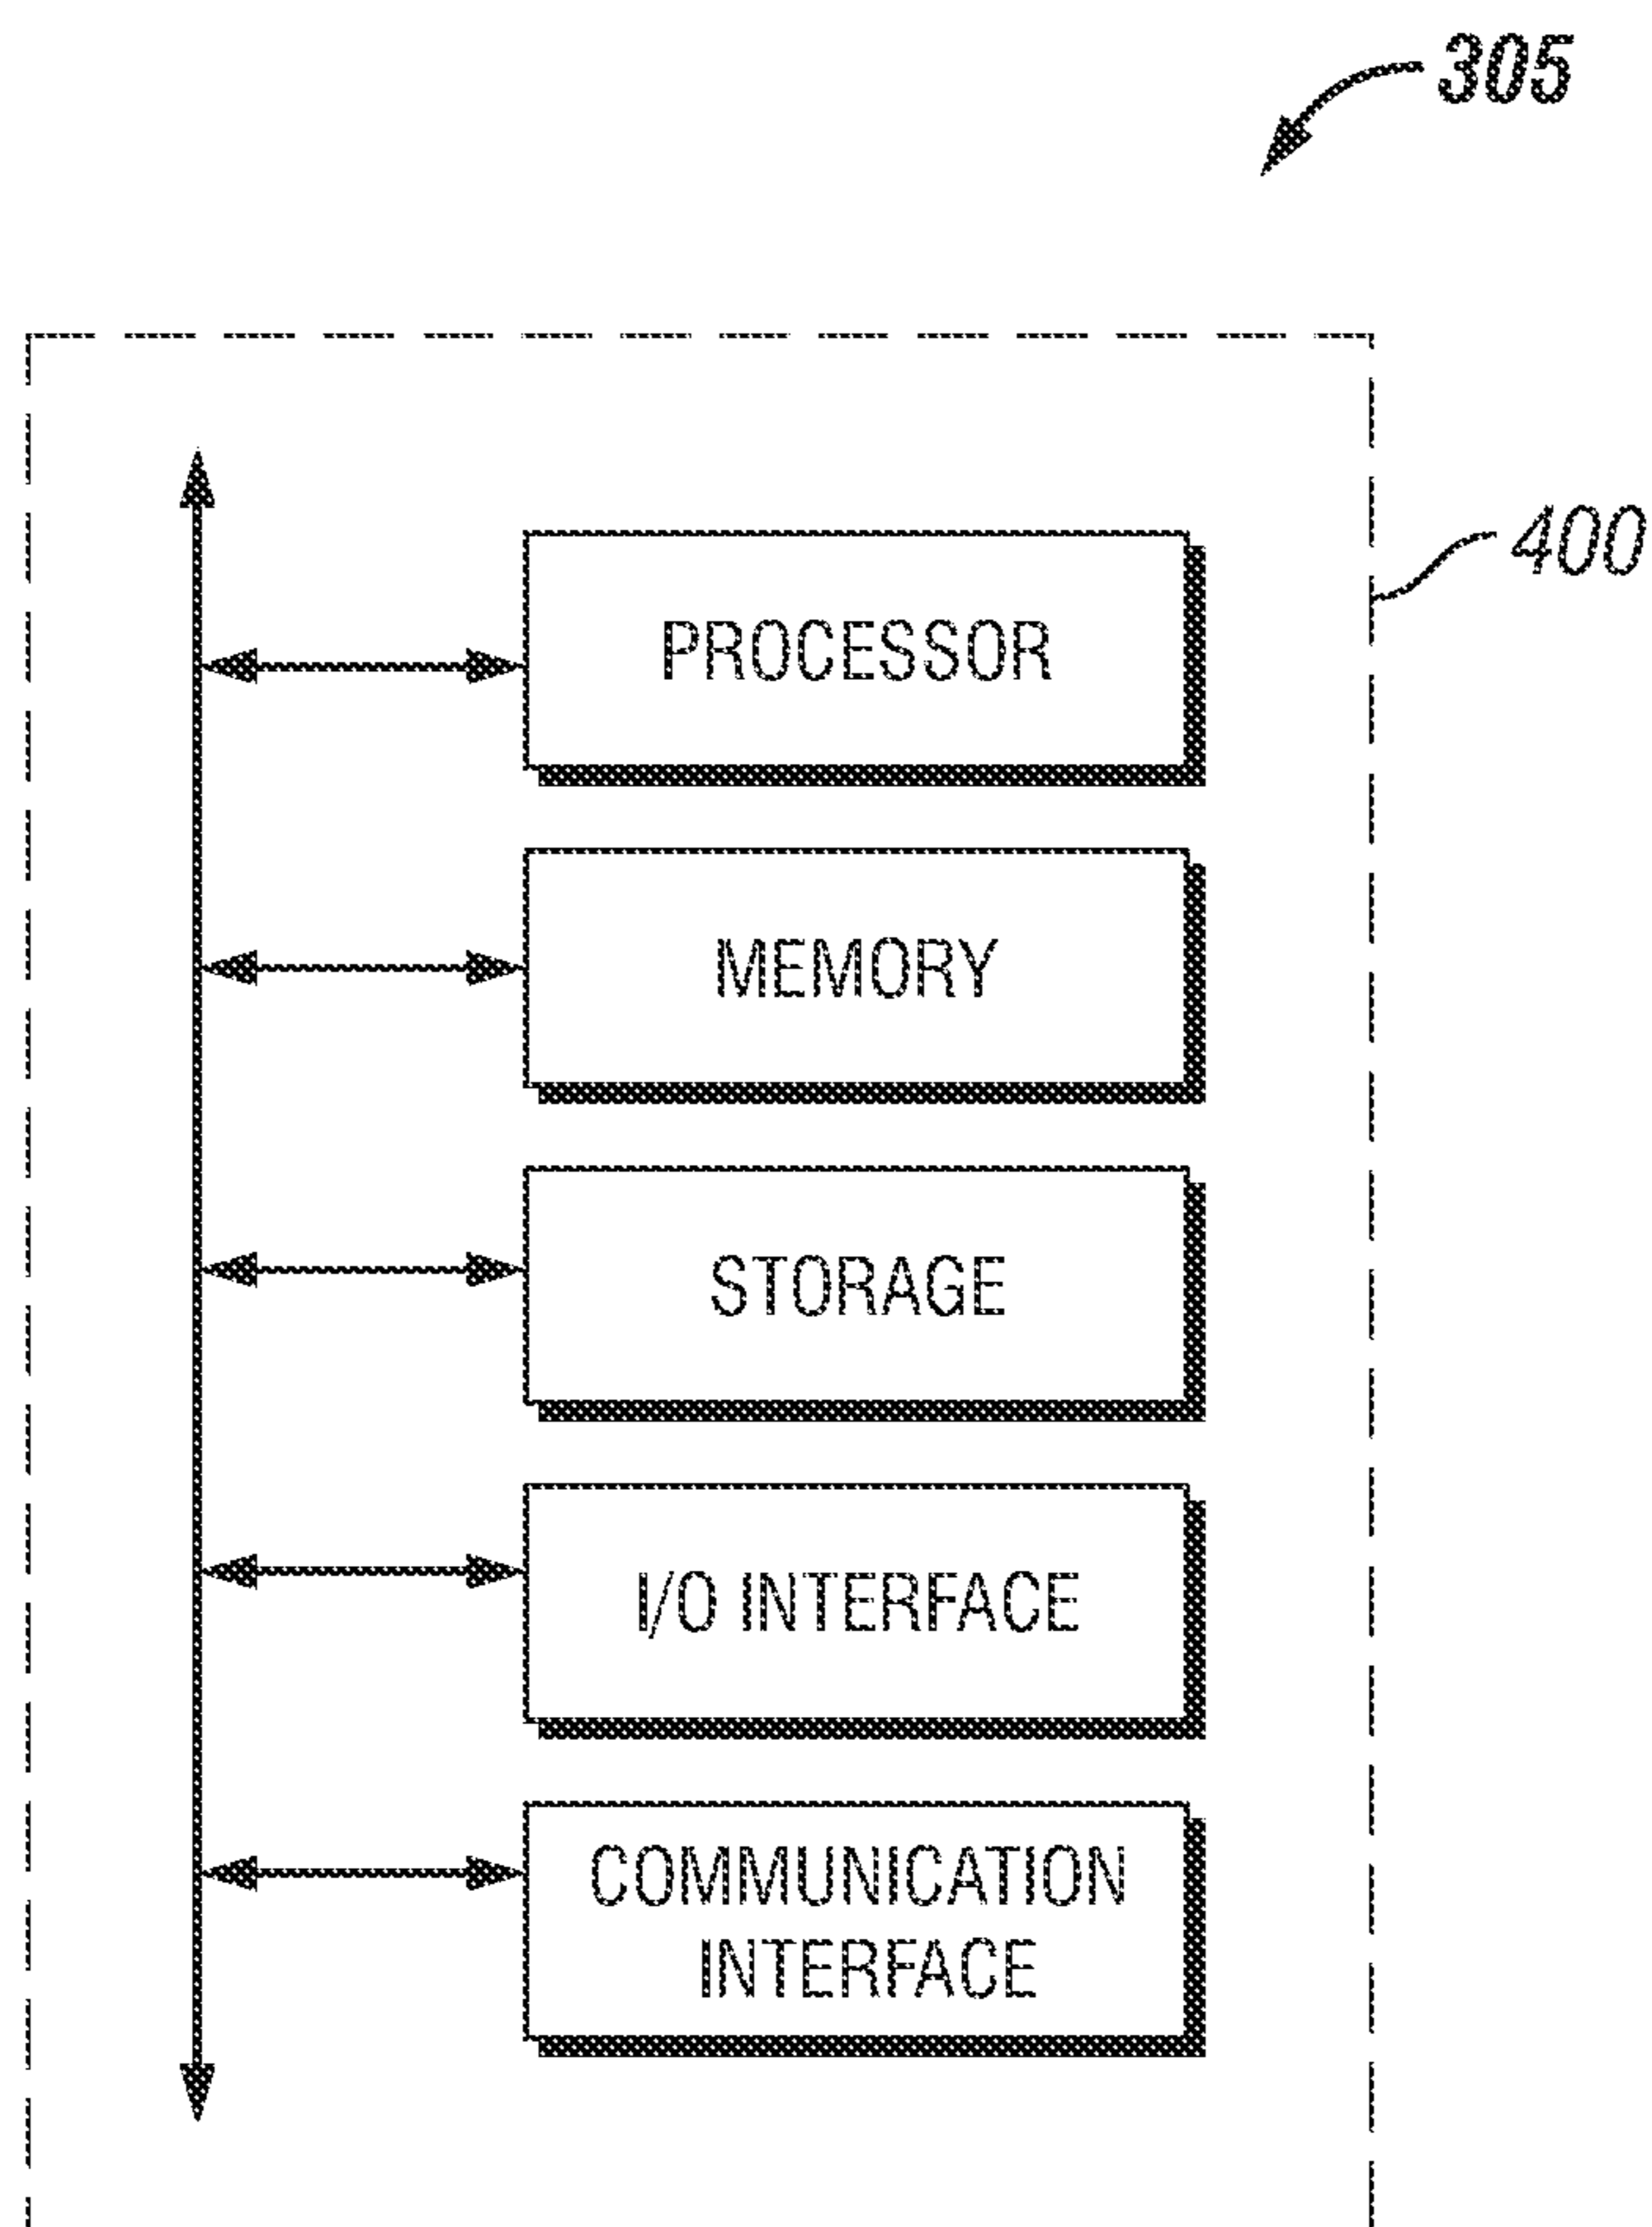 305
400
PROCESSOR
MEMORY
STORAGE
I/O INTERFACE
COMMUNICATION
INTERFACE